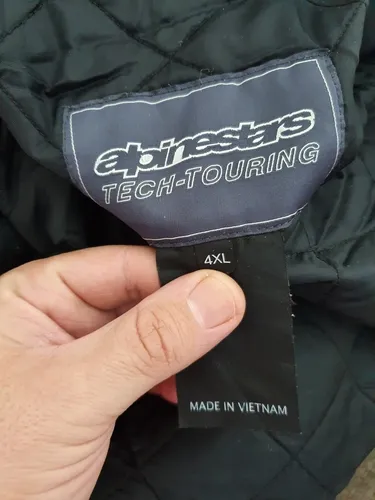 alpinestars
TECH-TOURING
4XL
MADE IN VIETNAM